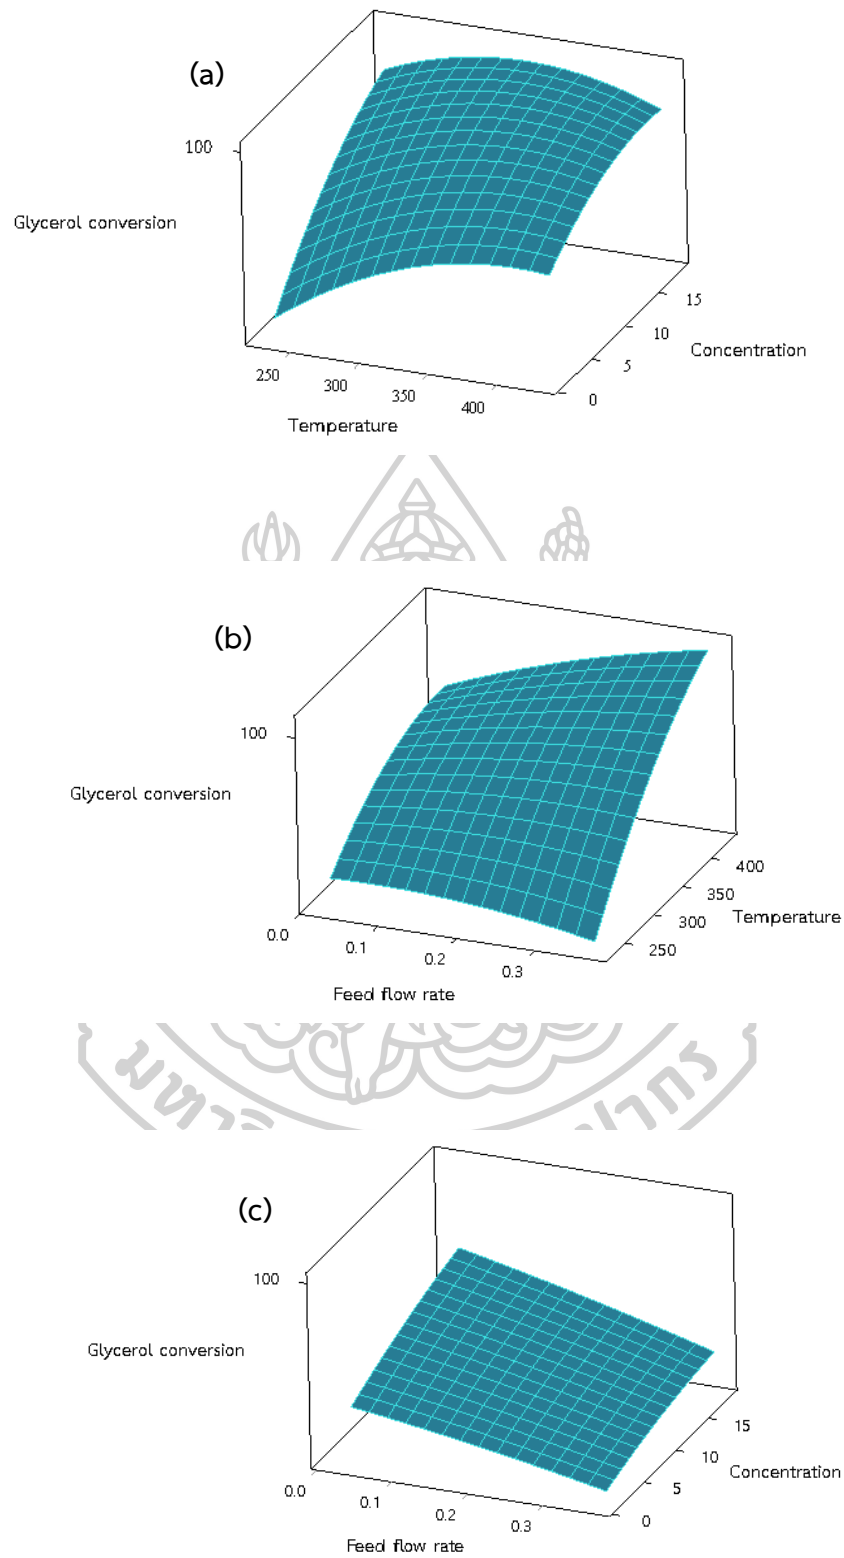 (a)
100
Glycerol conversion
15
10
5
0
Concentration
250
300
350
400
Temperature
(b)
100
Glycerol conversion
400
350
300
250
Temperature
0.0
0.1
0.2
0.3
Feed flow rate
(c)
100
Glycerol conversion
15
10
5
0
Concentration
0.0
0.1
0.2
0.3
Feed flow rate